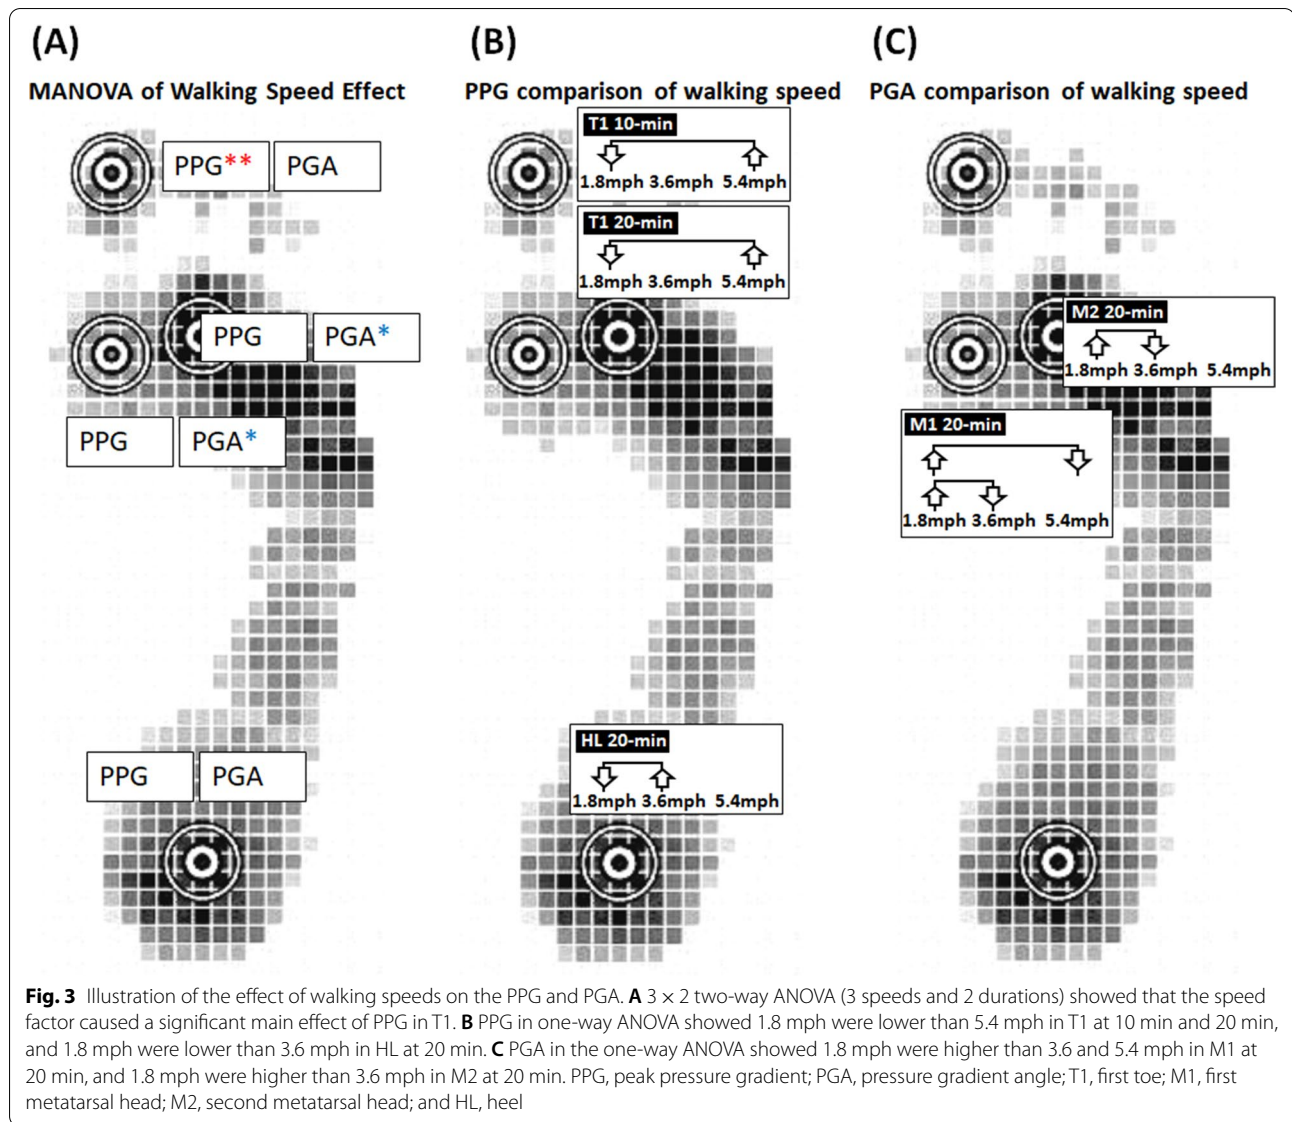 (A)
MANOVA of Walking Speed Effect
PPG** PGA
PPG PGA*
PPG PGA*
PPG PGA
(B)
PPG comparison of walking speed
T1 10-min
1.8mph 3.6mph 5.4mph
T1 20-min
1.8mph 3.6mph 5.4mph
HL 20-min
1.8mph 3.6mph 5.4mph
(C)
PGA comparison of walking speed
M2 20-min
1.8mph 3.6mph 5.4mph
M1 20-min
1.8mph 3.6mph 5.4mph
Fig. 3 Illustration of the effect of walking speeds on the PPG and PGA. A 3 × 2 two-way ANOVA (3 speeds and 2 durations) showed that the speed
factor caused a significant main effect of PPG in T1. B PPG in one-way ANOVA showed 1.8 mph were lower than 5.4 mph in T1 at 10 min and 20 min,
and 1.8 mph were lower than 3.6 mph in HL at 20 min. C PGA in the one-way ANOVA showed 1.8 mph were higher than 3.6 and 5.4 mph in M1 at
20 min, and 1.8 mph were higher than 3.6 mph in M2 at 20 min. PPG, peak pressure gradient; PGA, pressure gradient angle; T1, first toe; M1, first
metatarsal head; M2, second metatarsal head; and HL, heel